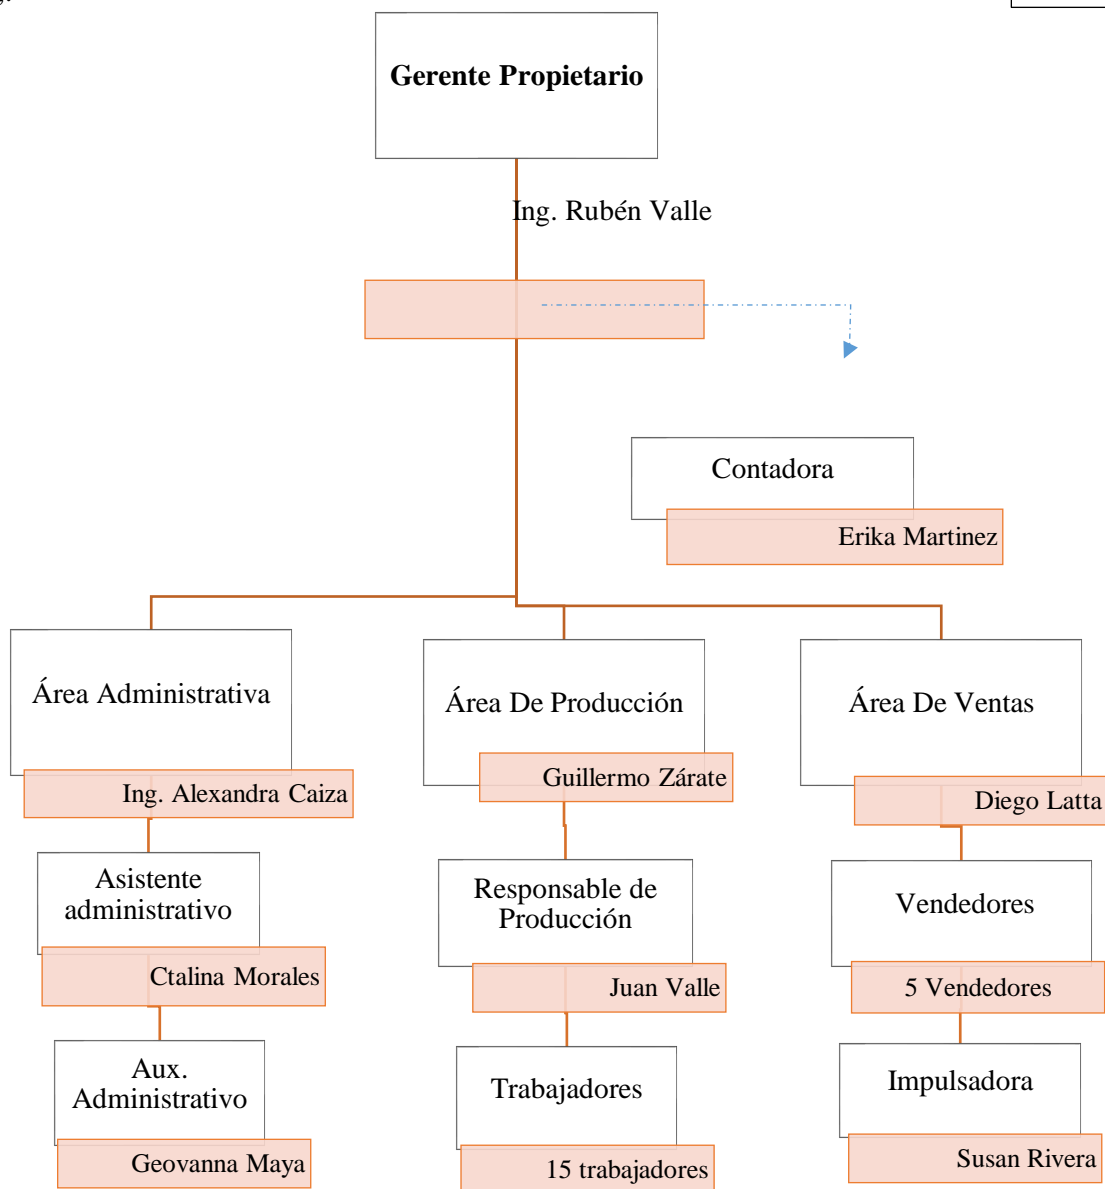 Gerente Propietario
Ing. Rubén Valle
Contadora
Erika Martinez
Área Administrativa
Ing. Alexandra Caiza
Área De Producción
Guillermo Zárate
Área De Ventas
Diego Latta
Asistente
administrativo
Ctalina Morales
Responsable de
Producción
Juan Valle
Vendedores
5 Vendedores
Aux.
Administrativo
Geovanna Maya
Trabajadores
15 trabajadores
Impulsadora
Susan Rivera